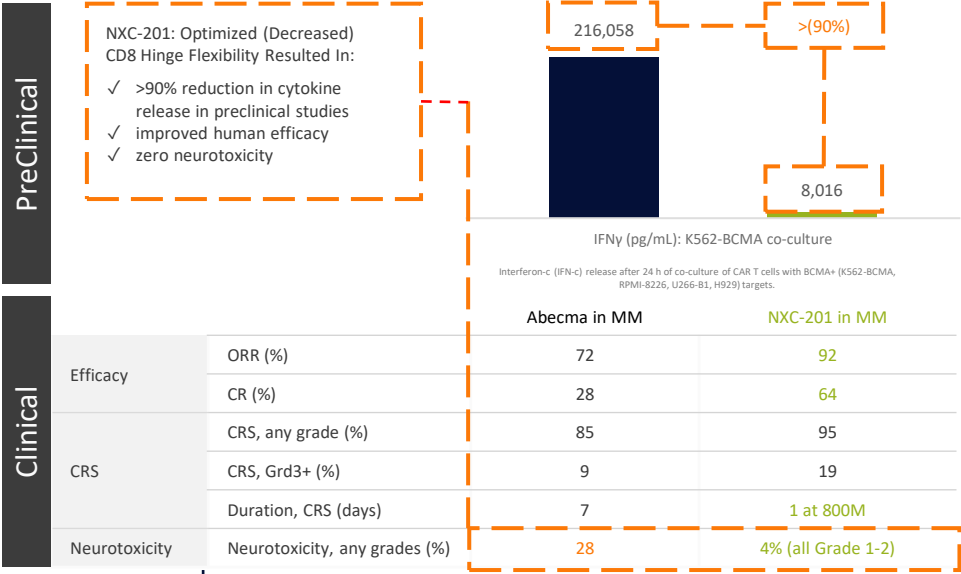 PreClinical
NXC-201: Optimized (Decreased)
CD8 Hinge Flexibility Resulted In:
✓ >90% reduction in cytokine
release in preclinical studies
✓ improved human efficacy
✓ zero neurotoxicity
216,058
>(90%)
8,016
IFNy (pg/mL): K562-BCMA co-culture
Interferon-c (IFN-c) release after 24 h of co-culture of CAR T cells with BCMA+ (K562-BCMA,
RPMI-8226, U266-B1, H929) targets.
Clinical
Abecma in MM NXC-201 in MM
Efficacy
ORR (%) 72 92
CR (%) 28 64
CRS
CRS, any grade (%) 85 95
CRS, Grd3+ (%) 9 19
Duration, CRS (days) 7 1 at 800M
Neurotoxicity Neurotoxicity, any grades (%) 28 4% (all Grade 1-2)